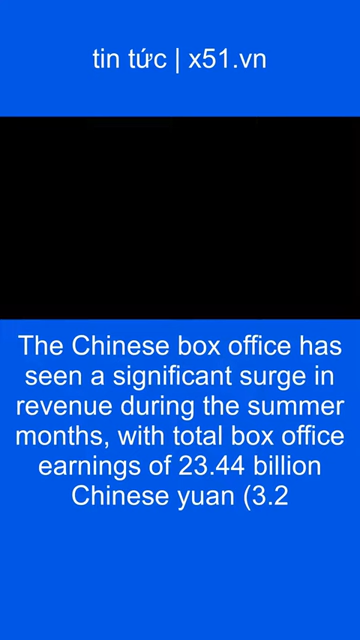 tin tức | x51.vn
The Chinese box office has
seen a significant surge in
revenue during the summer
months, with total box office
earnings of 23.44 billion
Chinese yuan (3.2